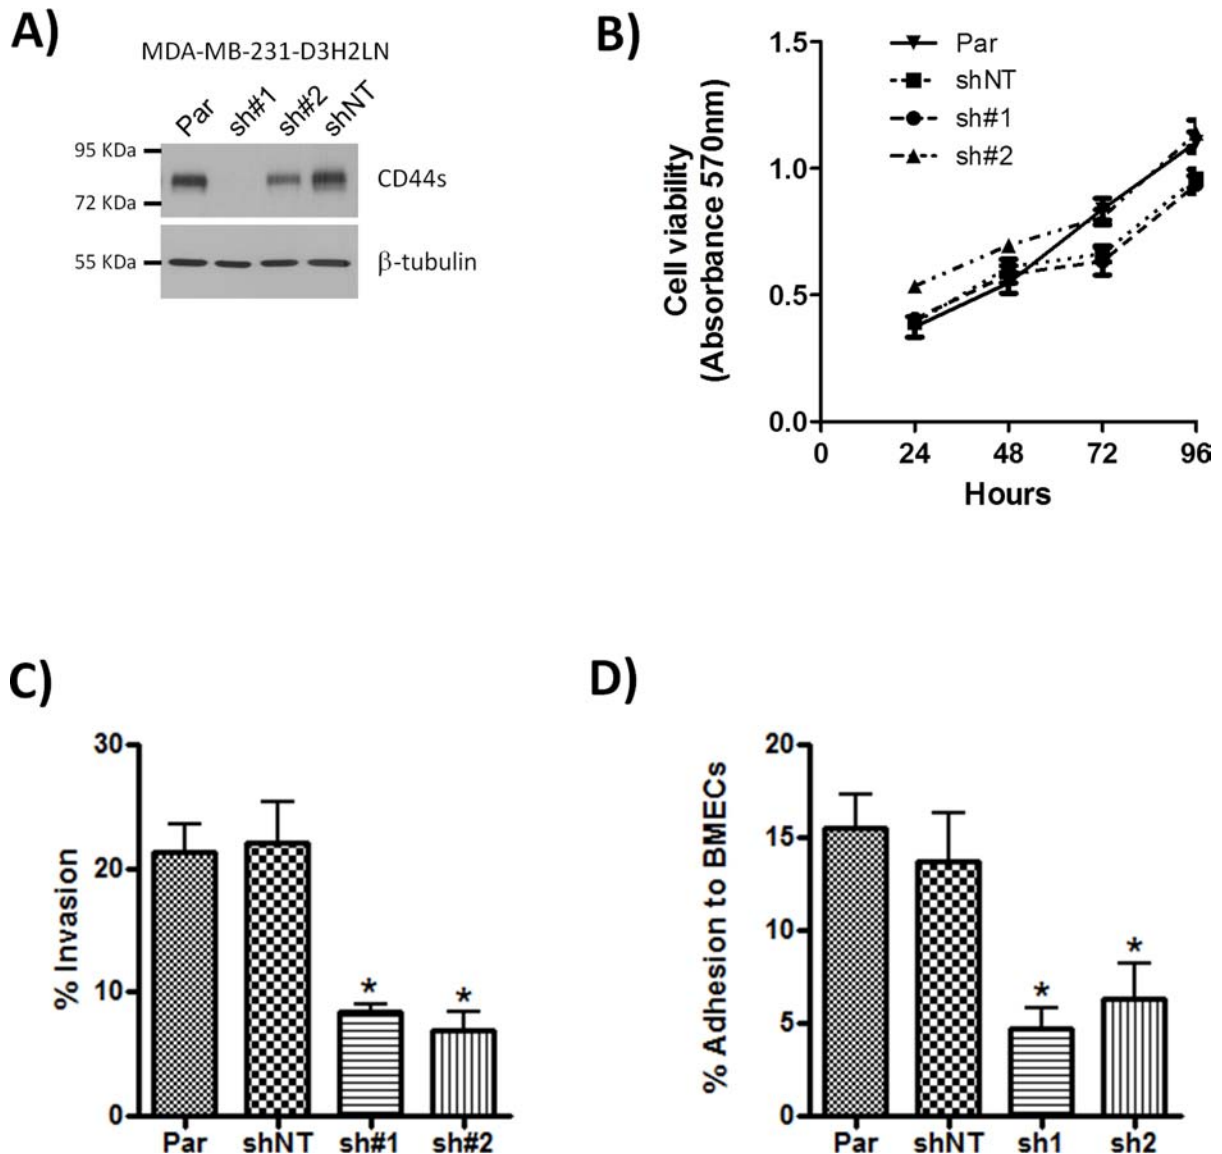 A)
MDA-MB-231-D3H2LN
Par sh#1 sh#2 shNT
95 KDa
CD44s
72 KDa
55 KDa
β-tubulin
B)
Cell viability
(Absorbance 570nm)
1.5
1.0
0.5
0.0
Par
shNT
sh#1
sh#2
0 24 48 72 96
Hours
C)
% Invasion
30
20
10
0
* *
Par shNT sh#1 sh#2
D)
% Adhesion to BMECs
20
15
10
5
0
* *
Par shNT sh1 sh2